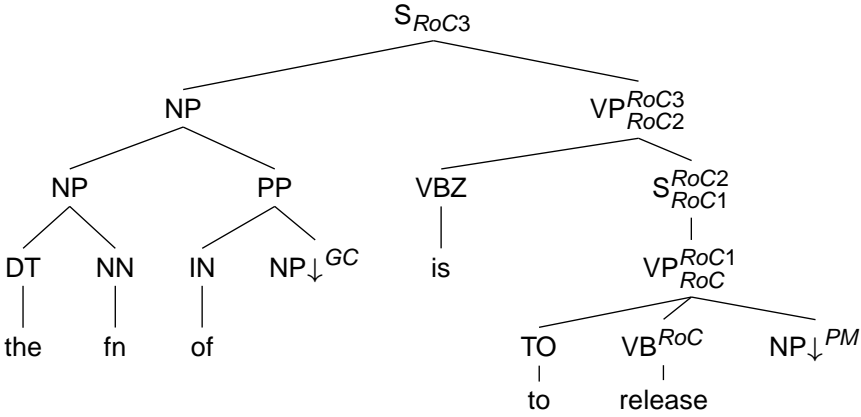 S_RoC3
NP VP^RoC3_RoC2
NP PP VBZ S^RoC2_RoC1
DT NN IN NP↓^GC is VP^RoC1_RoC
the fn of TO VB^RoC NP↓^PM
to release